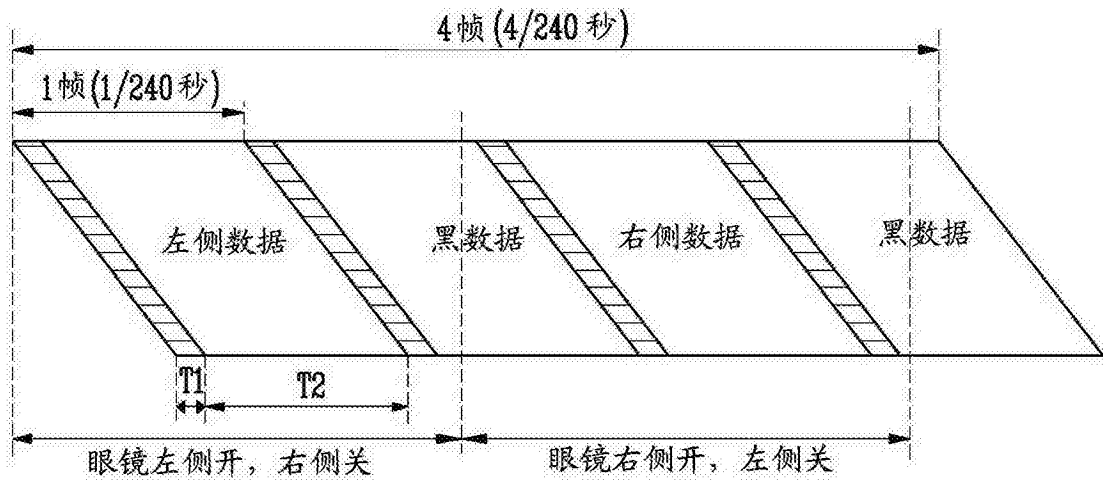 4帧(4/240秒)
1帧(1/240秒)
左侧数据
黑数据
右侧数据
黑数据
T1
T2
眼镜左侧开，右侧关
眼镜右侧开，左侧关